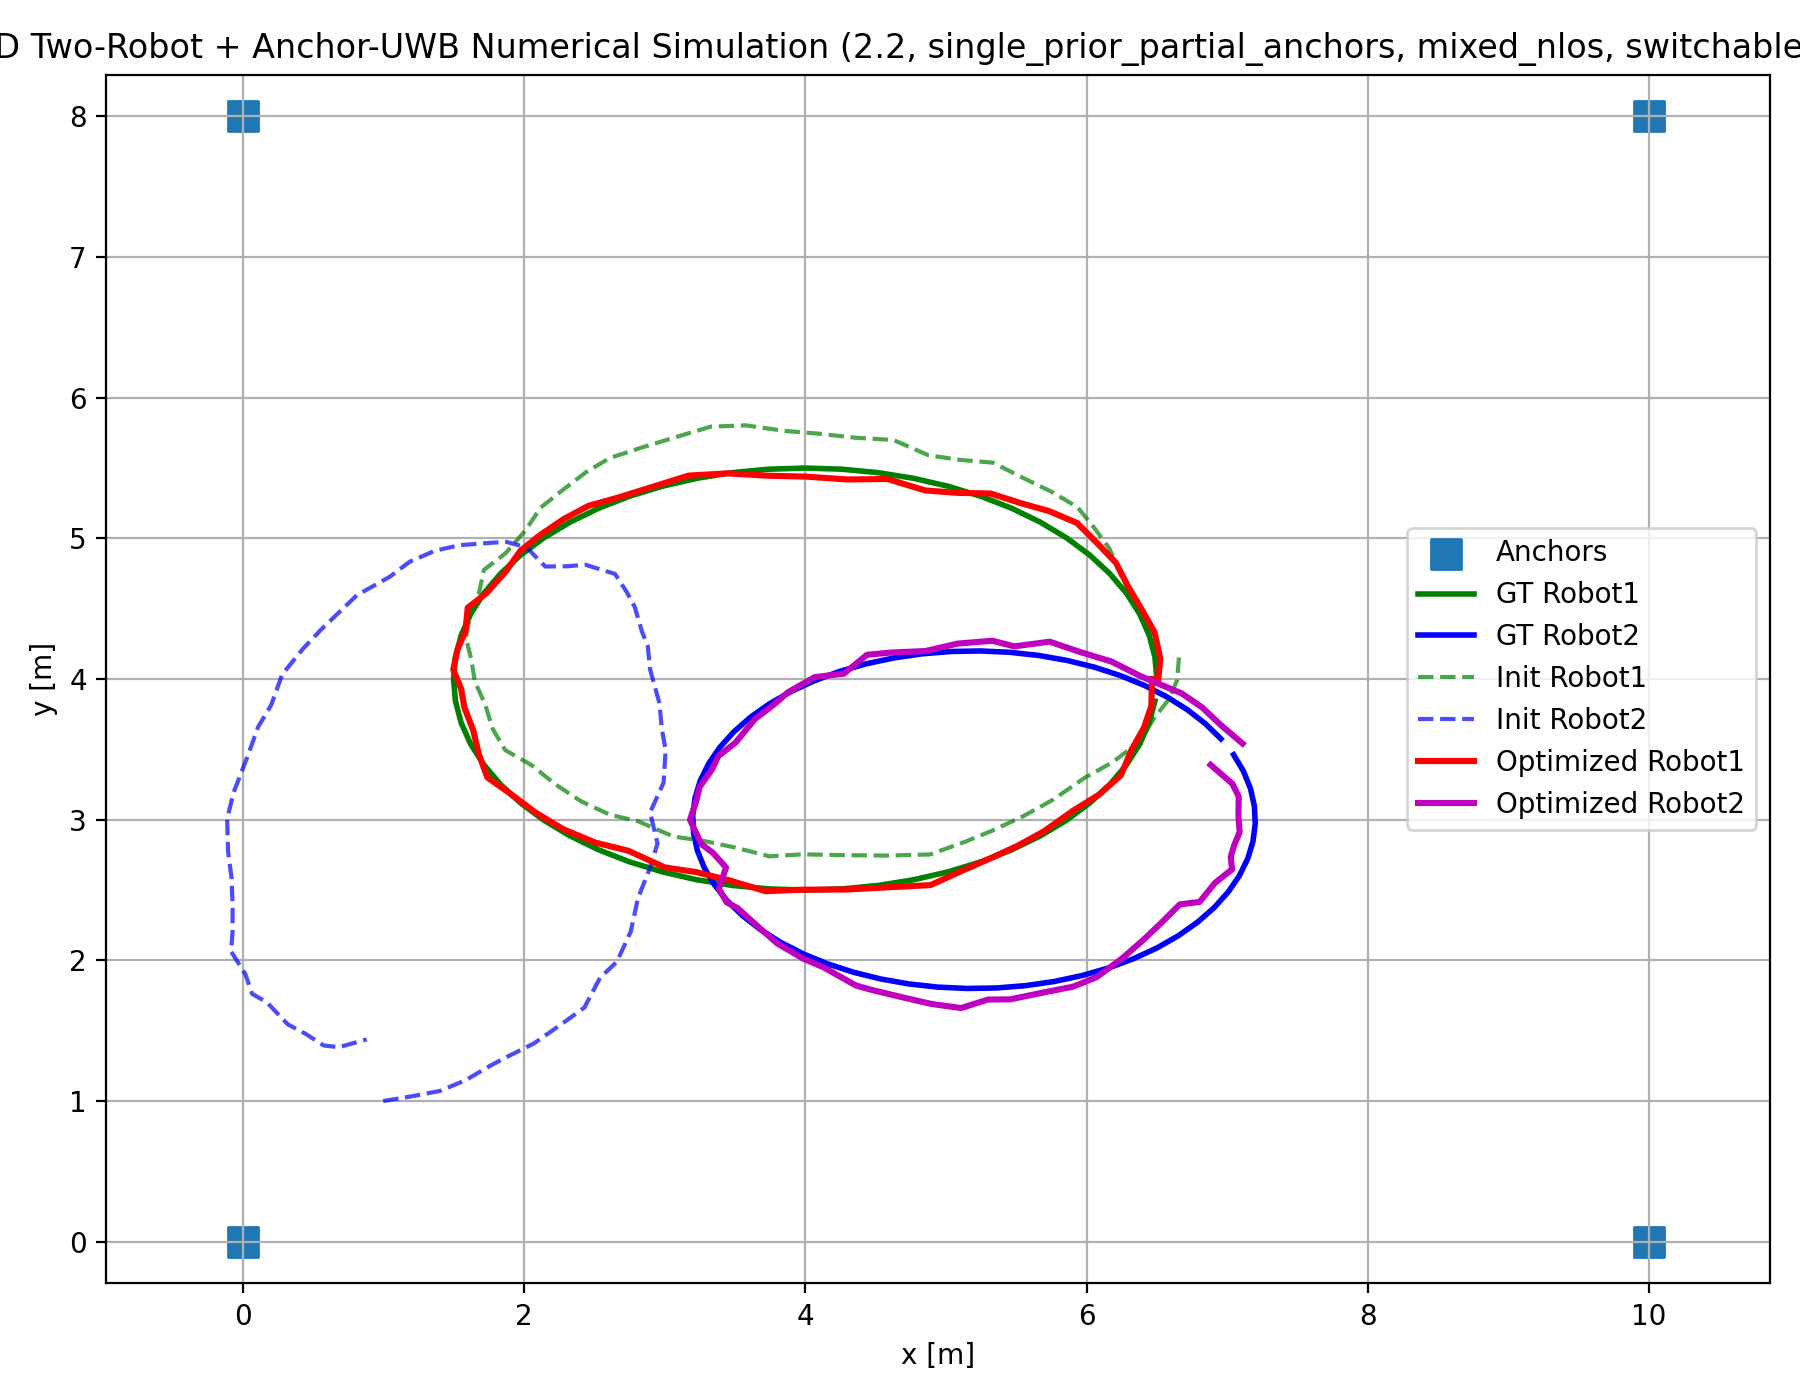 D Two-Robot + Anchor-UWB Numerical Simulation (2.2, single_prior_partial_anchors, mixed_nlos, switchable
8
7
6
5
4
3
2
1
0
y [m]
Anchors
GT Robot1
GT Robot2
Init Robot1
Init Robot2
Optimized Robot1
Optimized Robot2
0 2 4 6 8 10
x [m]